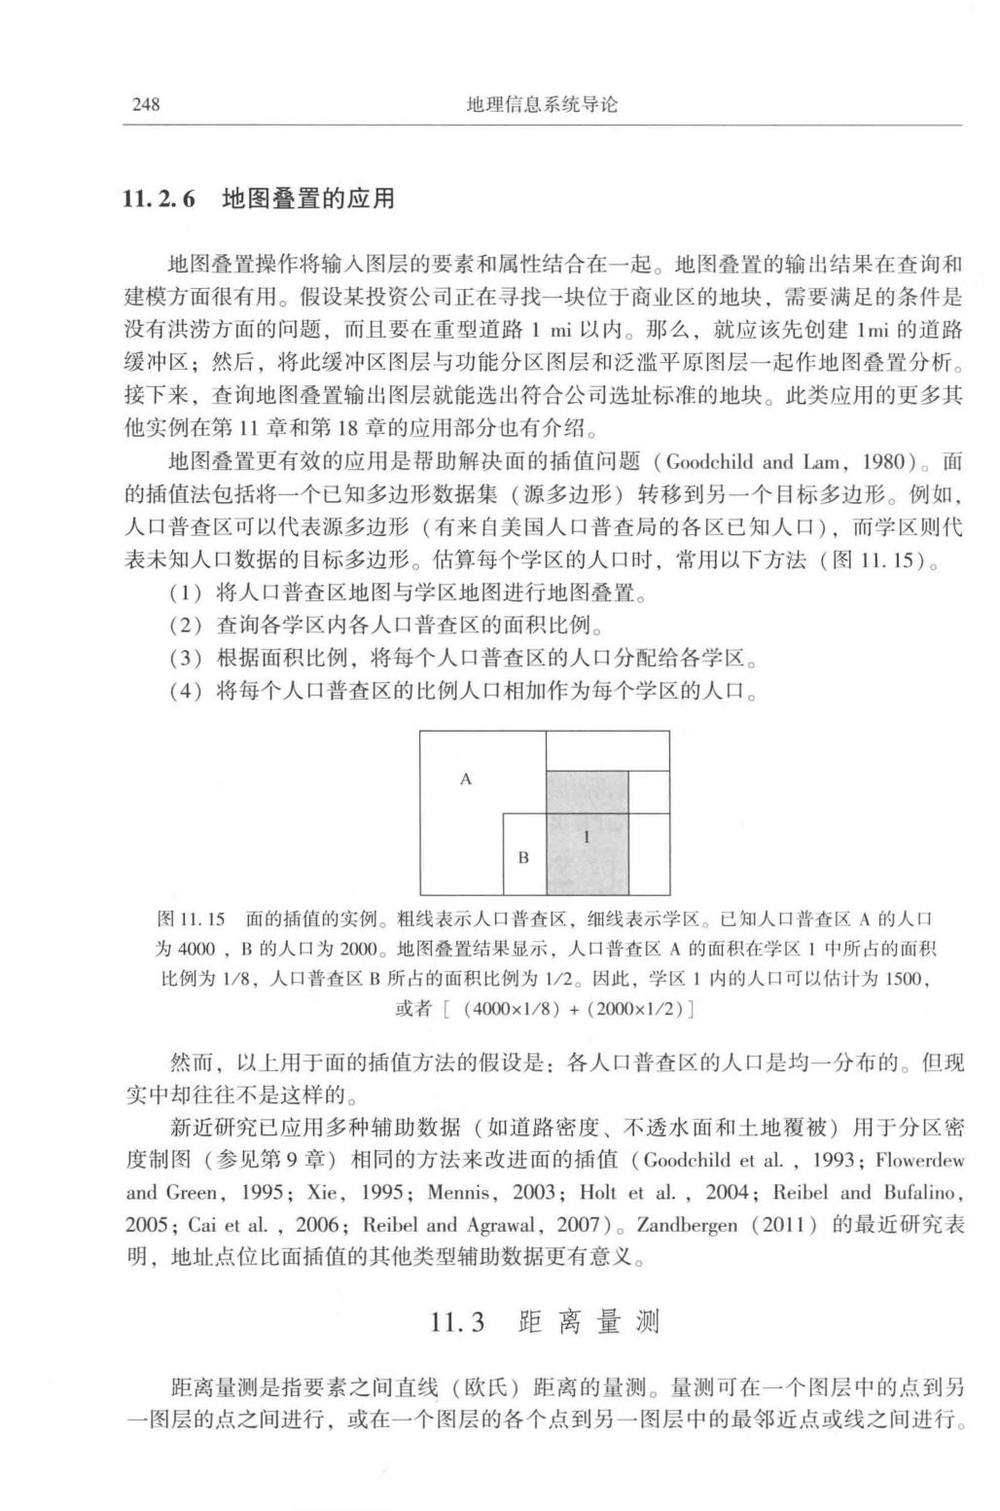 248
地理信息系统导论
11.2.6 地图叠置的应用
地图叠置操作将输入图层的要素和属性结合在一起。地图叠置的输出结果在查询和
建模方面很有用。假设某投资公司正在寻找一块位于商业区的地块，需要满足的条件是
没有洪涝方面的问题，而且要在重型道路 1 mi 以内。那么，就应该先创建 1mi 的道路
缓冲区；然后，将此缓冲区图层与功能分区图层和泛滥平原图层一起作地图叠置分析。
接下来，查询地图叠置输出图层就能选出符合公司选址标准的地块。此类应用的更多其
他实例在第 11 章和第 18 章的应用部分也有介绍。
地图叠置更有效的应用是帮助解决面的插值问题（Goodchild and Lam，1980）。面
的插值法包括将一个已知多边形数据集（源多边形）转移到另一个目标多边形。例如，
人口普查区可以代表源多边形（有来自美国人口普查局的各区已知人口），而学区则代
表未知人口数据的目标多边形。估算每个学区的人口时，常用以下方法（图 11.15）。
（1）将人口普查区地图与学区地图进行地图叠置。
（2）查询各学区内各人口普查区的面积比例。
（3）根据面积比例，将每个人口普查区的人口分配给各学区。
（4）将每个人口普查区的比例人口相加作为每个学区的人口。
A
1
B
图 11.15 面的插值的实例。粗线表示人口普查区，细线表示学区。已知人口普查区 A 的人口
为 4000 ，B 的人口为 2000。地图叠置结果显示，人口普查区 A 的面积在学区 1 中所占的面积
比例为 1/8，人口普查区 B 所占的面积比例为 1/2。因此，学区 1 内的人口可以估计为 1500，
或者［（4000×1/8）+（2000×1/2）］
然而，以上用于面的插值方法的假设是：各人口普查区的人口是均一分布的。但现
实中却往往不是这样的。
新近研究已应用多种辅助数据（如道路密度、不透水面和土地覆被）用于分区密
度制图（参见第 9 章）相同的方法来改进面的插值（Goodchild et al. ，1993；Flowerdew
and Green，1995；Xie，1995；Mennis，2003；Holt et al. ，2004；Reibel and Bufalino，
2005；Cai et al. ，2006；Reibel and Agrawal，2007）。Zandbergen（2011）的最近研究表
明，地址点位比面插值的其他类型辅助数据更有意义。
11.3 距离量测
距离量测是指要素之间直线（欧氏）距离的量测。量测可在一个图层中的点到另
一图层的点之间进行，或在一个图层的各个点到另一图层中的最邻近点或线之间进行。